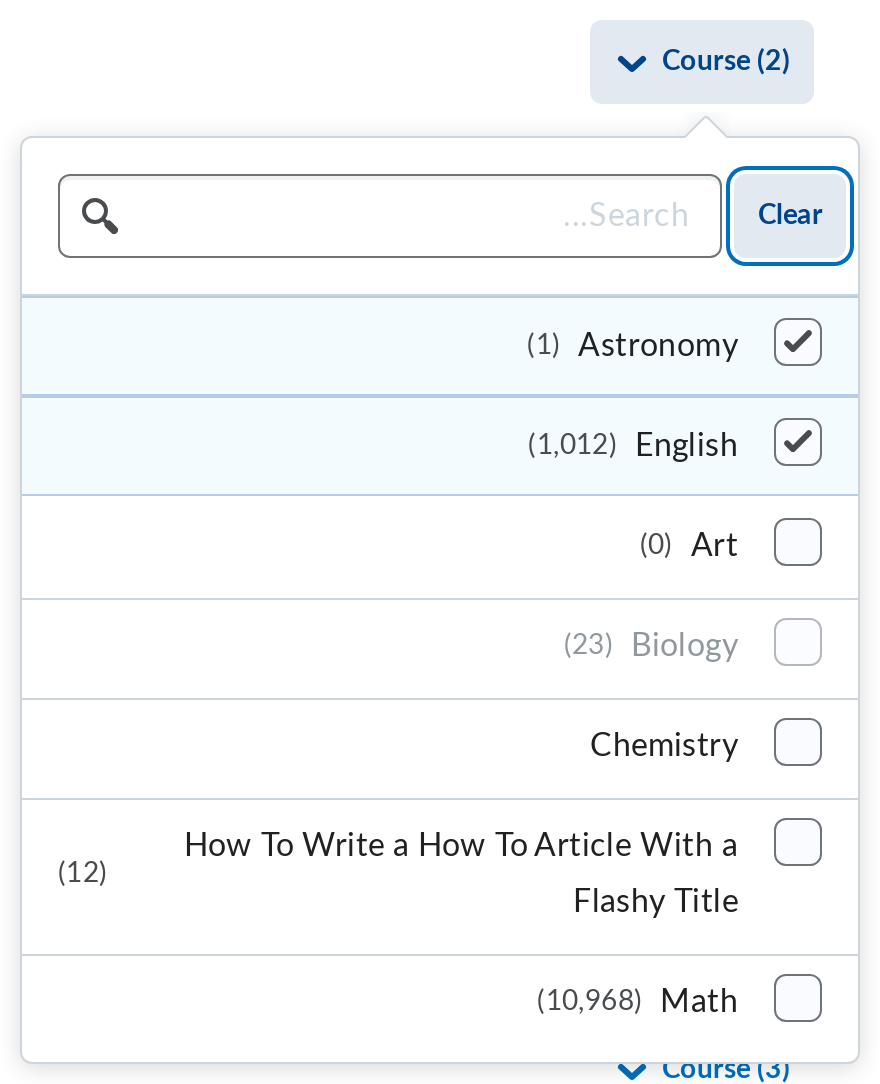 Course (2)
Search...
Clear
Astronomy (1)
English (1,012)
Art (0)
Biology (23)
Chemistry
How To Write a How To Article With a
Flashy Title
(12)
Math (10,968)
Course (3)